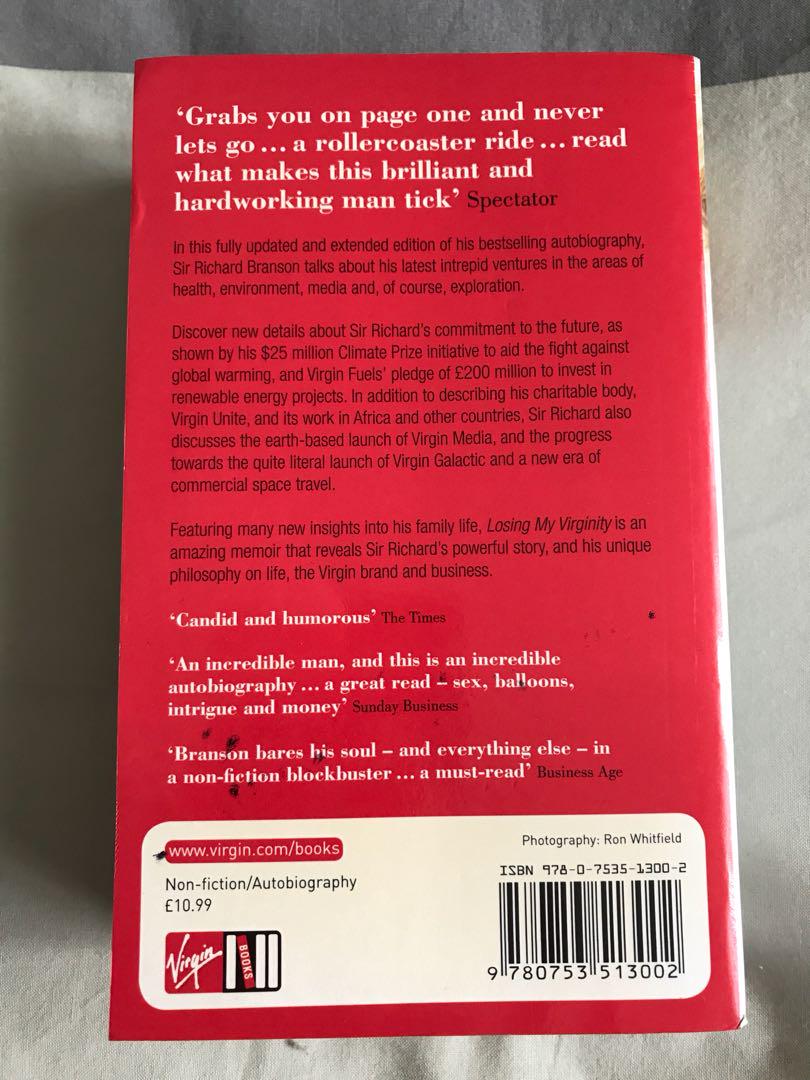 ‘Grabs you on page one and never
lets go ... a rollercoaster ride ... read
what makes this brilliant and
hardworking man tick’ Spectator
In this fully updated and extended edition of his bestselling autobiography,
Sir Richard Branson talks about his latest intrepid ventures in the areas of
health, environment, media and, of course, exploration.
Discover new details about Sir Richard’s commitment to the future, as
shown by his $25 million Climate Prize initiative to aid the fight against
global warming, and Virgin Fuels’ pledge of £200 million to invest in
renewable energy projects. In addition to describing his charitable body,
Virgin Unite, and its work in Africa and other countries, Sir Richard also
discusses the earth-based launch of Virgin Media, and the progress
towards the quite literal launch of Virgin Galactic and a new era of
commercial space travel.
Featuring many new insights into his family life, Losing My Virginity is an
amazing memoir that reveals Sir Richard’s powerful story, and his unique
philosophy on life, the Virgin brand and business.
‘Candid and humorous’ The Times
‘An incredible man, and this is an incredible
autobiography ... a great read – sex, balloons,
intrigue and money’ Sunday Business
‘Branson bares his soul – and everything else – in
a non-fiction blockbuster ... a must-read’ Business Age
www.virgin.com/books
Non-fiction/Autobiography
£10.99
Virgin BOOKS
Photography: Ron Whitfield
ISBN 978-0-7535-1300-2
9 780753 513002